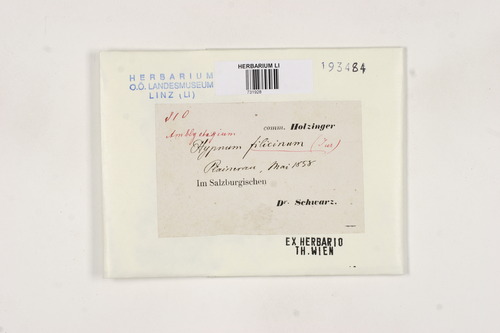 HERBARIUM
O.Ö. LANDESMUSEUM
LINZ (LI)
HERBARIUM LI
193484
310
Amblystegium
comm. Holzinger
Hypnum filicinum
Mai 1858
Im Salzburgischen
Dr. Schwarz.
EX HERBARIO
TH. WIEN